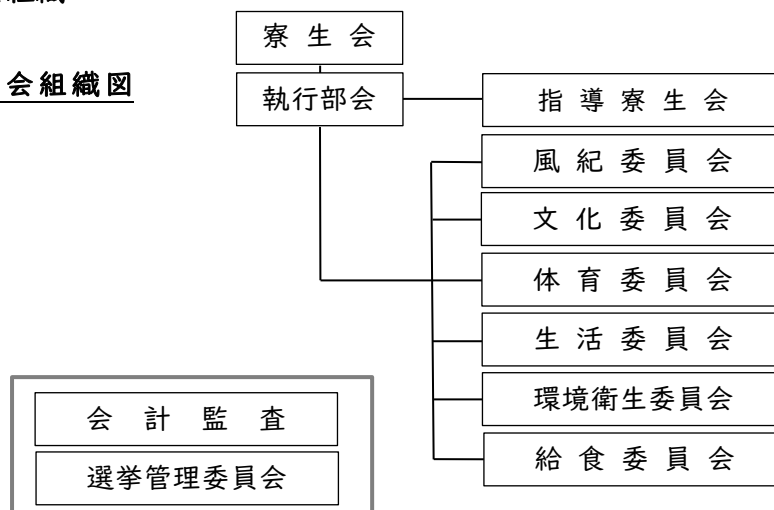 寮生会
会組織図
執行部会
指導寮生会
風紀委員会
文化委員会
体育委員会
生活委員会
環境衛生委員会
給食委員会
会計監査
選挙管理委員会